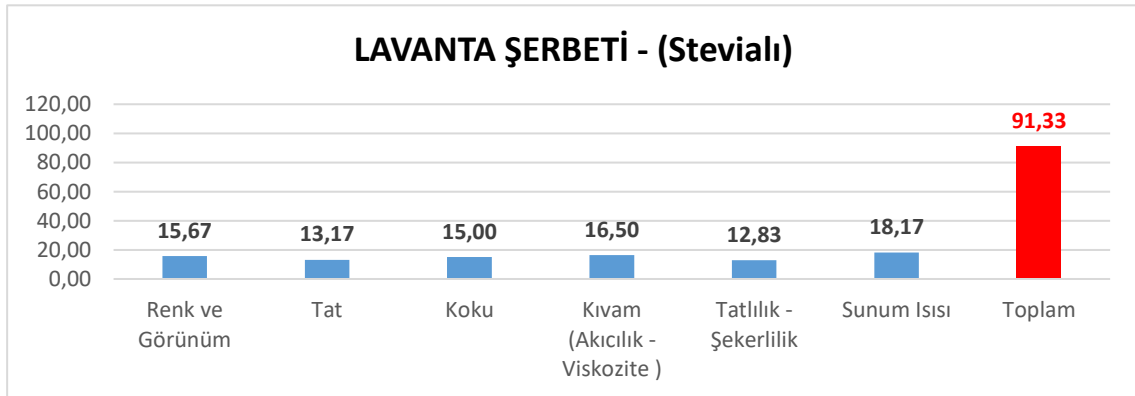 LAVANTA ŞERBETİ - (Stevialı)
120,00
100,00
80,00
60,00
40,00
20,00
0,00
15,67
13,17
15,00
16,50
12,83
18,17
91,33
Renk ve
Görünüm
Tat
Koku
Kıvam
(Akıcılık -
Viskozite )
Tatlılık -
Şekerlilik
Sunum Isısı
Toplam